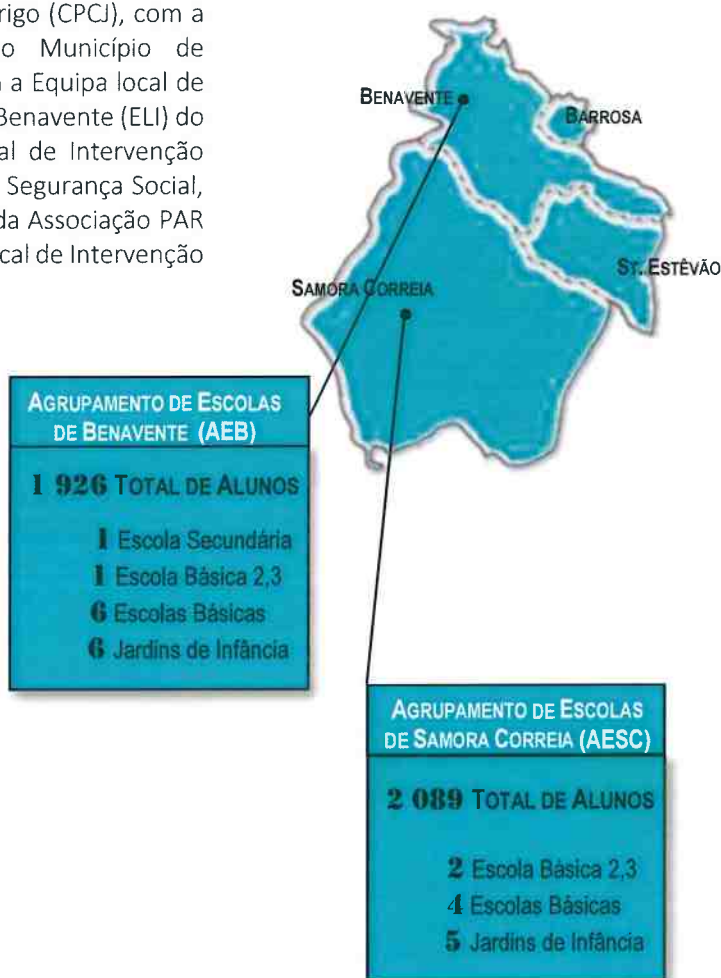 rigo (CPCJ), com a
o Município de
a Equipa local de
Benavente (ELI) do
al de Intervenção
Segurança Social,
da Associação PAR
cal de Intervenção
BENAVENTE
BARROSA
ST. ESTÊVÃO
SAMORA CORREIA
AGRUPAMENTO DE ESCOLAS
DE BENAVENTE (AEB)
1 926 TOTAL DE ALUNOS
1 Escola Secundária
1 Escola Básica 2,3
6 Escolas Básicas
6 Jardins de Infância
AGRUPAMENTO DE ESCOLAS
DE SAMORA CORREIA (AESC)
2 089 TOTAL DE ALUNOS
2 Escola Básica 2,3
4 Escolas Básicas
5 Jardins de Infância